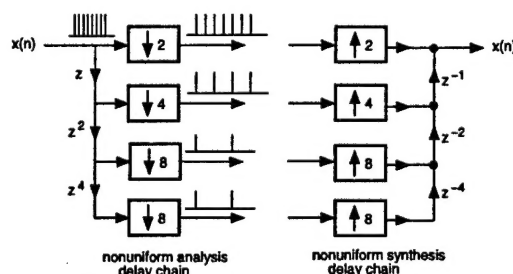 x(n)
2
2
x(n)
z
z⁻¹
4
4
z²
z⁻²
8
8
z⁴
z⁻⁴
8
8
nonuniform analysis
delay chain
nonuniform synthesis
delay chain